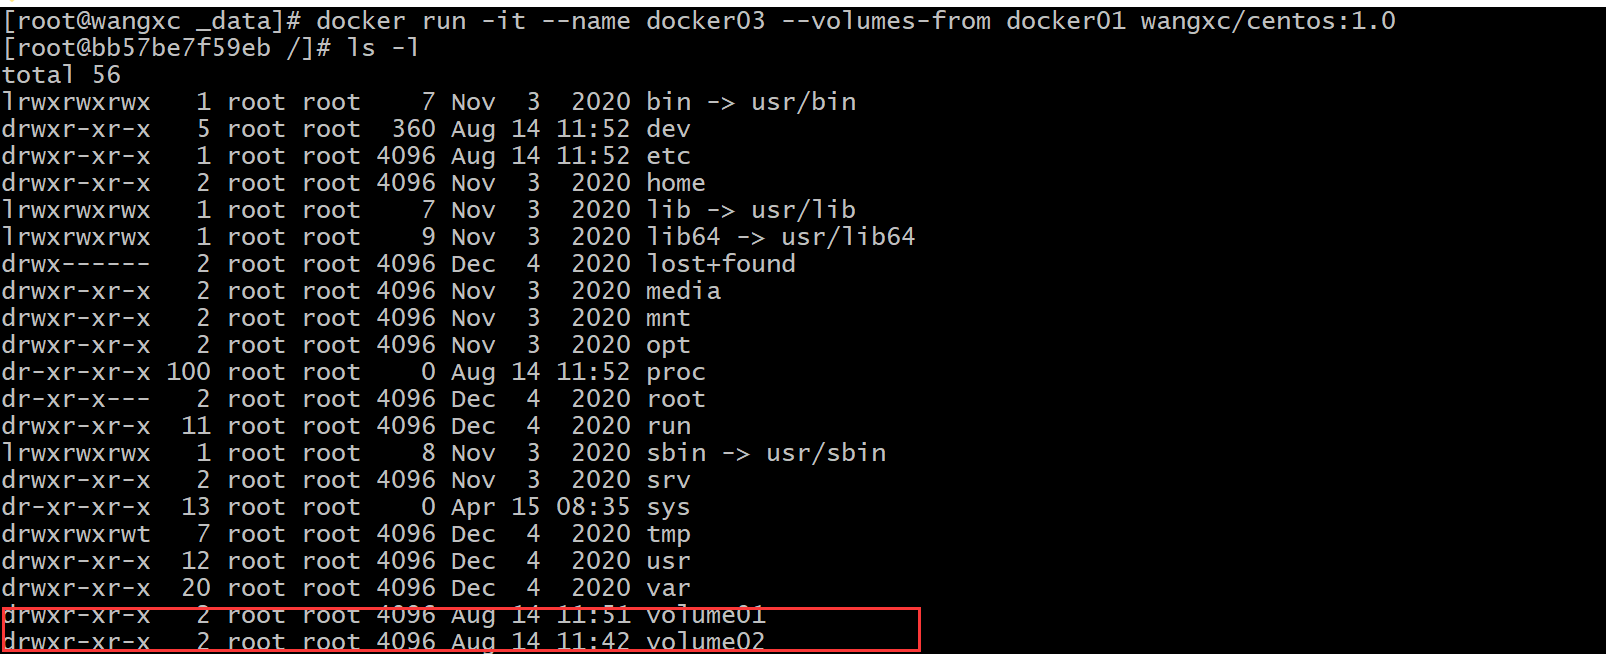 [root@wangxc _data]# docker run -it --name docker03 --volumes-from docker01 wangxc/centos:1.0
[root@bb57be7f59eb /]# ls -l
total 56
lrwxrwxrwx   1 root root    7 Nov  3  2020 bin -> usr/bin
drwxr-xr-x   5 root root  360 Aug 14 11:52 dev
drwxr-xr-x   1 root root 4096 Aug 14 11:52 etc
drwxr-xr-x   2 root root 4096 Nov  3  2020 home
lrwxrwxrwx   1 root root    7 Nov  3  2020 lib -> usr/lib
lrwxrwxrwx   1 root root    9 Nov  3  2020 lib64 -> usr/lib64
drwx------   2 root root 4096 Dec  4  2020 lost+found
drwxr-xr-x   2 root root 4096 Nov  3  2020 media
drwxr-xr-x   2 root root 4096 Nov  3  2020 mnt
drwxr-xr-x   2 root root 4096 Nov  3  2020 opt
dr-xr-xr-x 100 root root    0 Aug 14 11:52 proc
dr-xr-x---   2 root root 4096 Dec  4  2020 root
drwxr-xr-x  11 root root 4096 Dec  4  2020 run
lrwxrwxrwx   1 root root    8 Nov  3  2020 sbin -> usr/sbin
drwxr-xr-x   2 root root 4096 Nov  3  2020 srv
dr-xr-xr-x  13 root root    0 Apr 15 08:35 sys
drwxrwxrwt   7 root root 4096 Dec  4  2020 tmp
drwxr-xr-x  12 root root 4096 Dec  4  2020 usr
drwxr-xr-x  20 root root 4096 Dec  4  2020 var
drwxr-xr-x   2 root root 4096 Aug 14 11:51 volume01
drwxr-xr-x   2 root root 4096 Aug 14 11:42 volume02